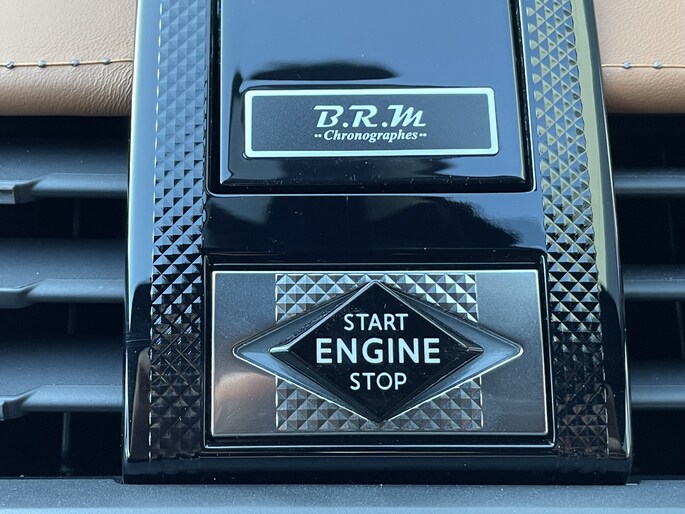 B.R.M
Chronographes
START
ENGINE
STOP